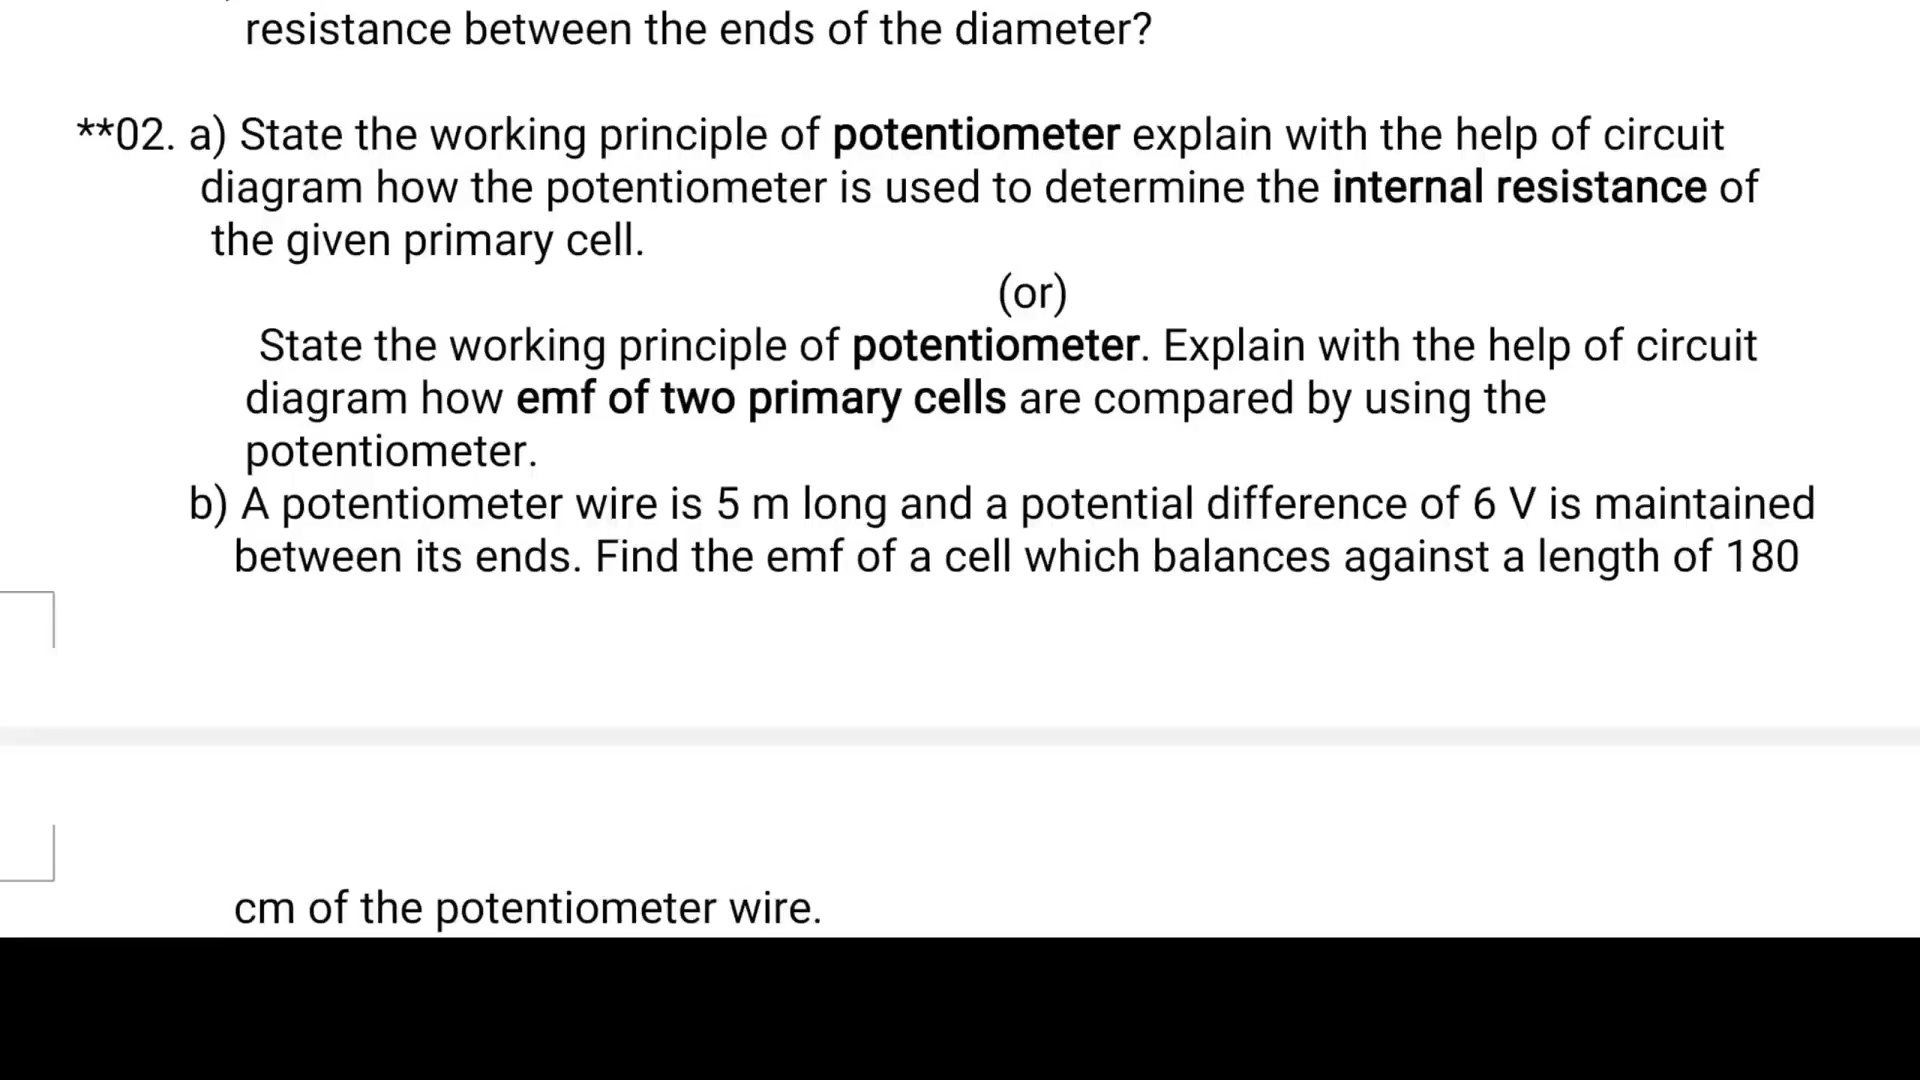 resistance between the ends of the diameter?
**02. a) State the working principle of potentiometer explain with the help of circuit
diagram how the potentiometer is used to determine the internal resistance of
the given primary cell.
(or)
State the working principle of potentiometer. Explain with the help of circuit
diagram how emf of two primary cells are compared by using the
potentiometer.
b) A potentiometer wire is 5 m long and a potential difference of 6 V is maintained
between its ends. Find the emf of a cell which balances against a length of 180
cm of the potentiometer wire.